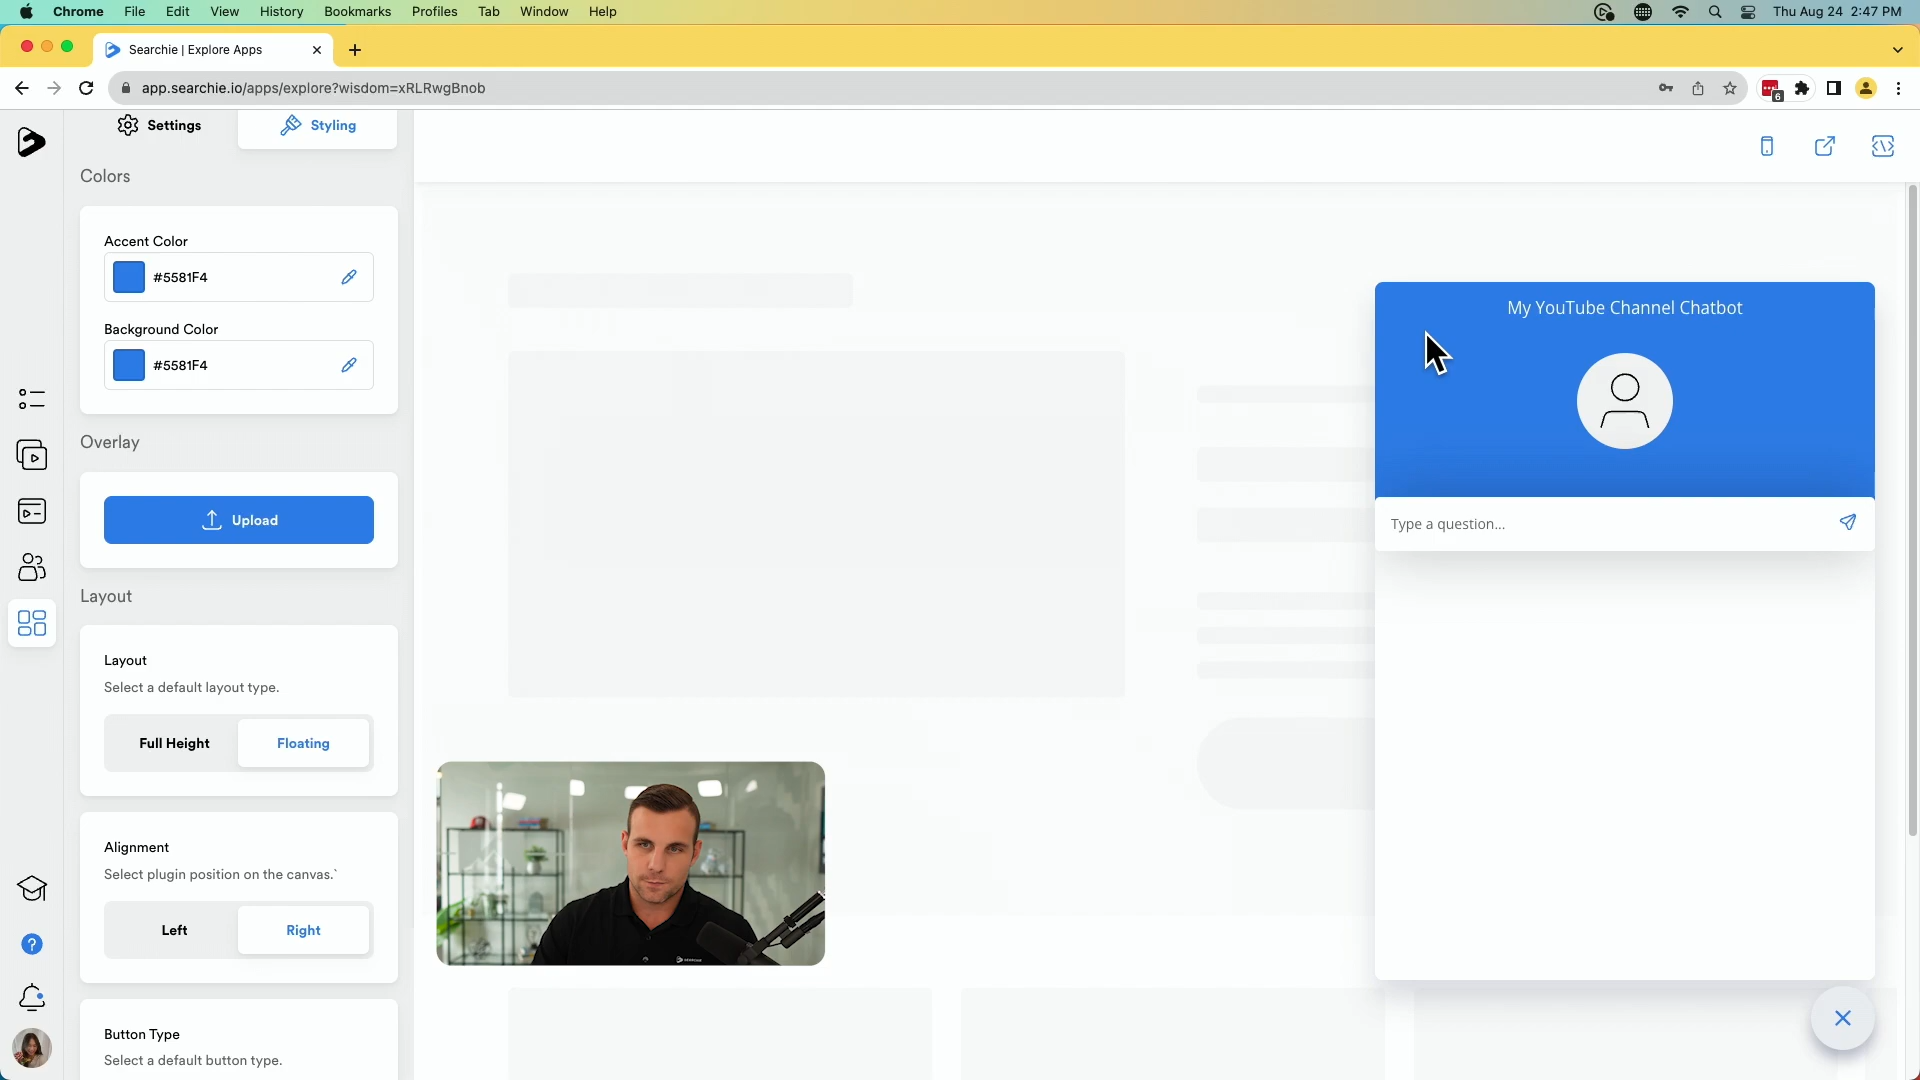 Chrome File Edit View History Bookmarks Profiles Tab Window Help Thu Aug 24 2:47 PM
Searchie | Explore Apps
app.searchie.io/apps/explore?wisdom=xRLRwgBnob
6
Settings Styling
Colors
Accent Color
#5581F4
Background Color
#5581F4
Overlay
Upload
Layout
Layout
Select a default layout type.
Full Height Floating
Alignment
Select plugin position on the canvas.`
Left Right
Button Type
Select a default button type.
My YouTube Channel Chatbot
Type a question...
SEARCHIE